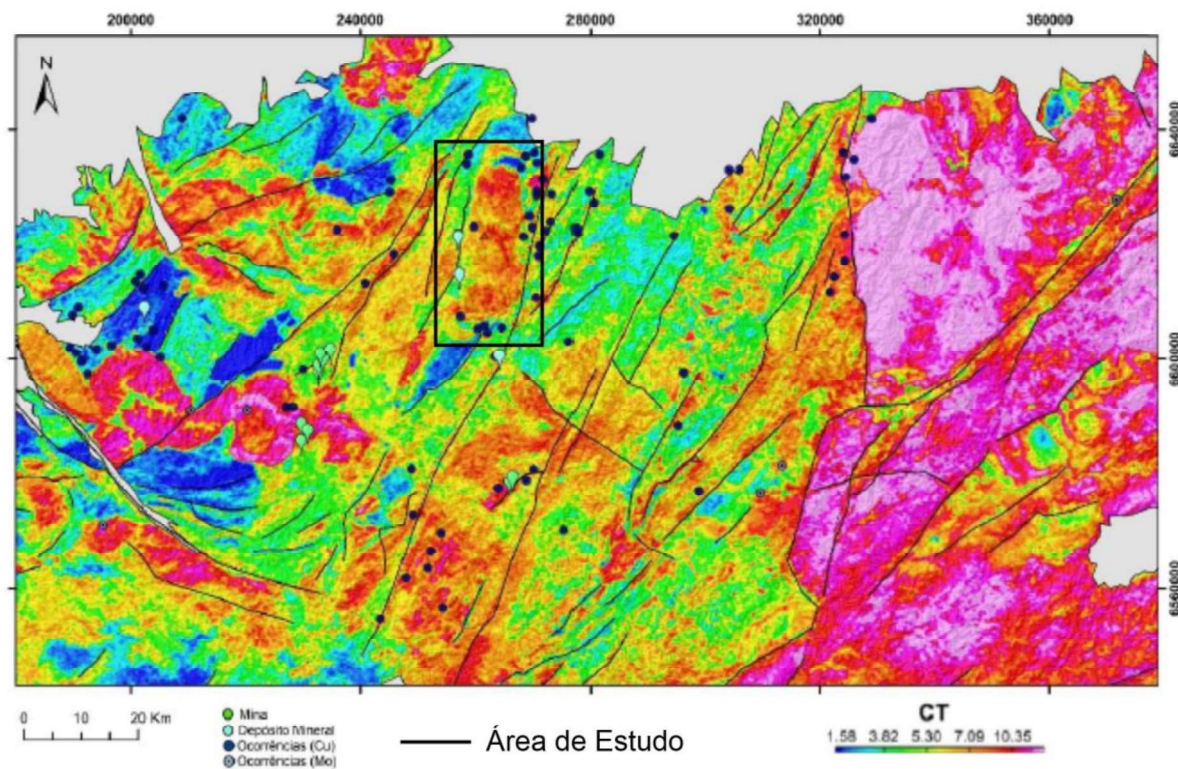 200000 240000 280000 320000 360000
N
6640000
6600000
6560000
0 10 20 Km
Mina
Depósito Mineral
Ocorrências (Cu)
Ocorrências (Mo)
Área de Estudo
CT
1.58 3.82 5.30 7.09 10.35